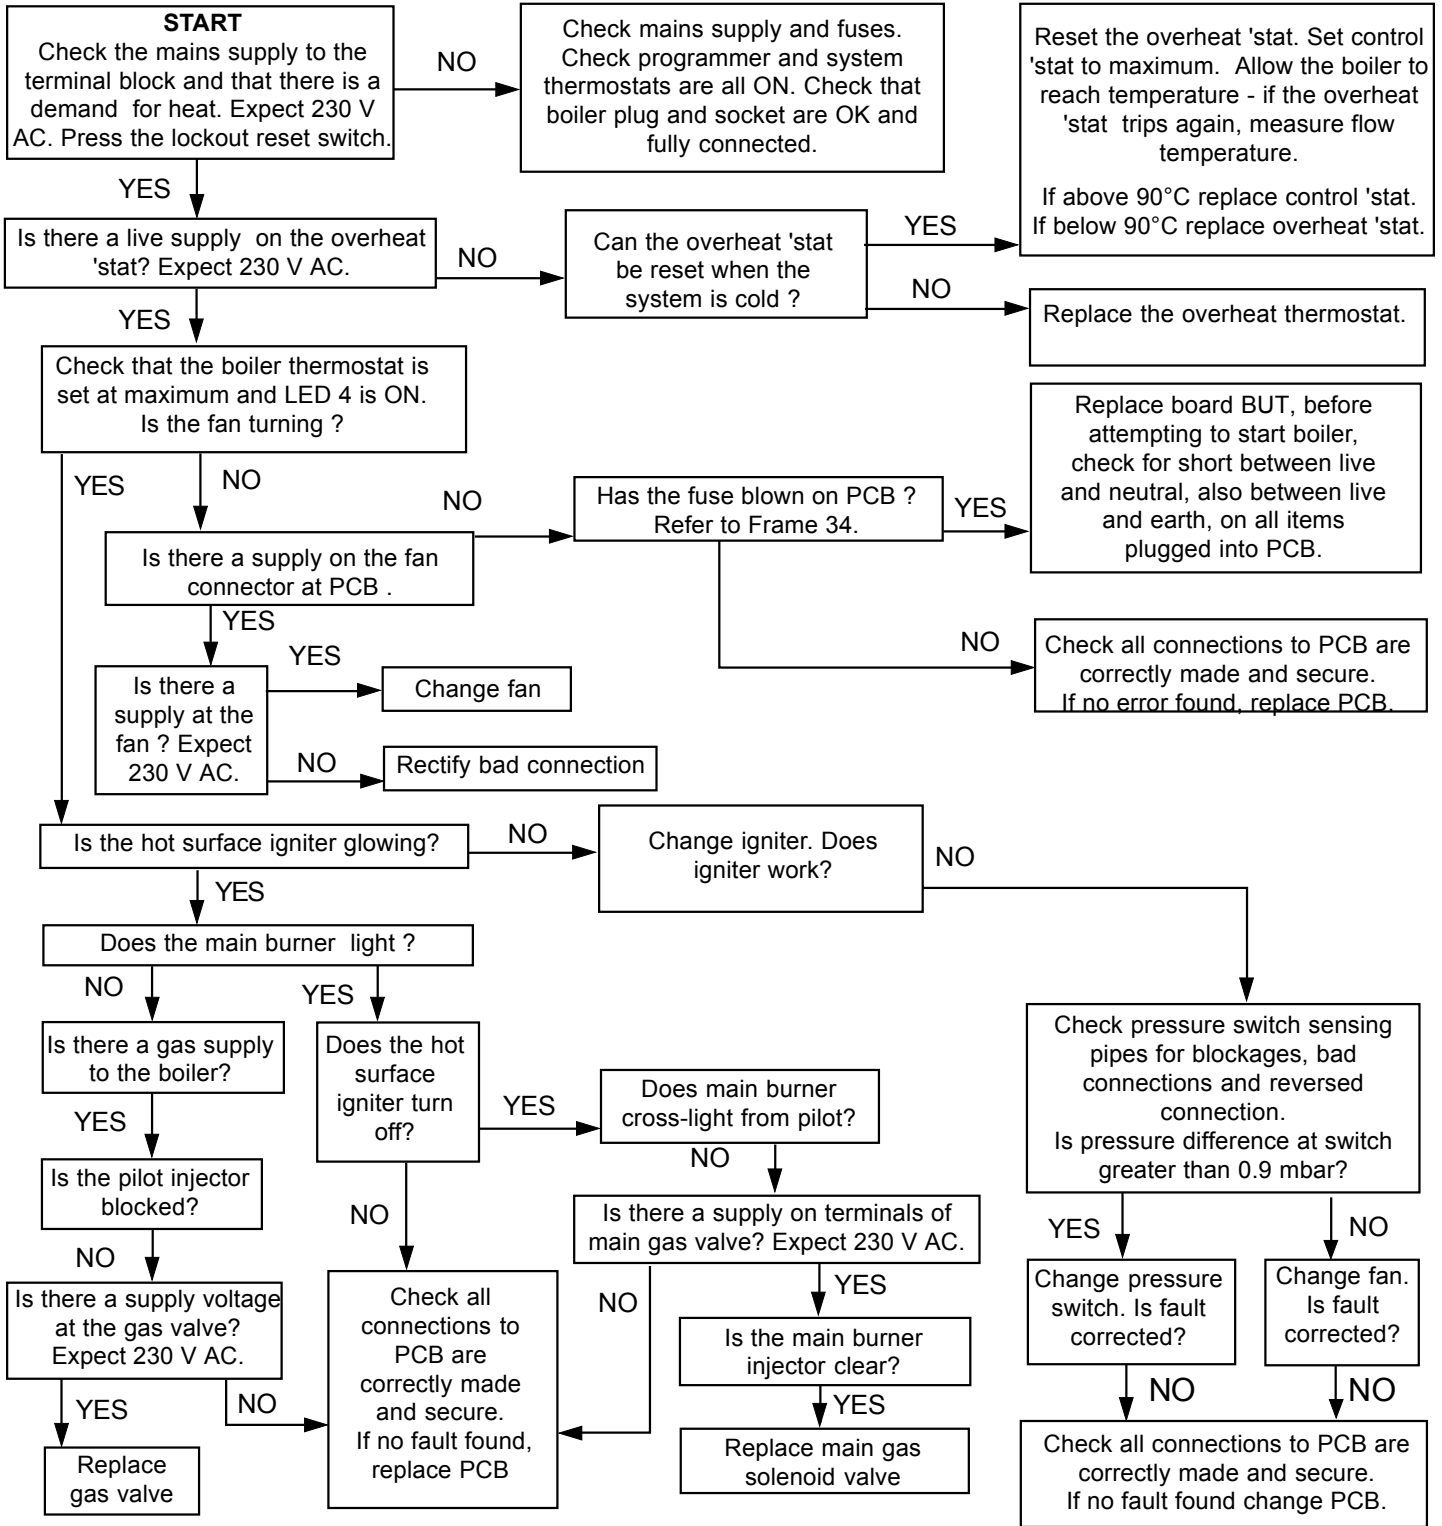 START
Check the mains supply to the
terminal block and that there is a
demand for heat. Expect 230 V
AC. Press the lockout reset switch.
NO
Check mains supply and fuses.
Check programmer and system
thermostats are all ON. Check that
boiler plug and socket are OK and
fully connected.
Reset the overheat 'stat. Set control
'stat to maximum. Allow the boiler to
reach temperature - if the overheat
'stat trips again, measure flow
temperature.
If above 90°C replace control 'stat.
If below 90°C replace overheat 'stat.
YES
Is there a live supply on the overheat
'stat? Expect 230 V AC.
NO
Can the overheat 'stat
be reset when the
system is cold ?
YES
NO
Replace the overheat thermostat.
YES
Check that the boiler thermostat is
set at maximum and LED 4 is ON.
Is the fan turning ?
YES
NO
Is there a supply on the fan
connector at PCB .
NO
Has the fuse blown on PCB ?
Refer to Frame 34.
YES
Replace board BUT, before
attempting to start boiler,
check for short between live
and neutral, also between live
and earth, on all items
plugged into PCB.
NO
Check all connections to PCB are
correctly made and secure.
If no error found, replace PCB.
YES
Is there a
supply at the
fan ? Expect
230 V AC.
YES
Change fan
NO
Rectify bad connection
Is the hot surface igniter glowing?
NO
Change igniter. Does
igniter work?
NO
YES
Does the main burner light ?
NO
YES
Is there a gas supply
to the boiler?
YES
Is the pilot injector
blocked?
NO
Is there a supply voltage
at the gas valve?
Expect 230 V AC.
YES
NO
Replace
gas valve
Does the hot
surface
igniter turn
off?
YES
NO
Check all
connections to
PCB are
correctly made
and secure.
If no fault found,
replace PCB
Does main burner
cross-light from pilot?
NO
Is there a supply on terminals of
main gas valve? Expect 230 V AC.
NO
YES
Is the main burner
injector clear?
YES
Replace main gas
solenoid valve
Check pressure switch sensing
pipes for blockages, bad
connections and reversed
connection.
Is pressure difference at switch
greater than 0.9 mbar?
YES
NO
Change pressure
switch. Is fault
corrected?
Change fan.
Is fault
corrected?
NO
NO
Check all connections to PCB are
correctly made and secure.
If no fault found change PCB.